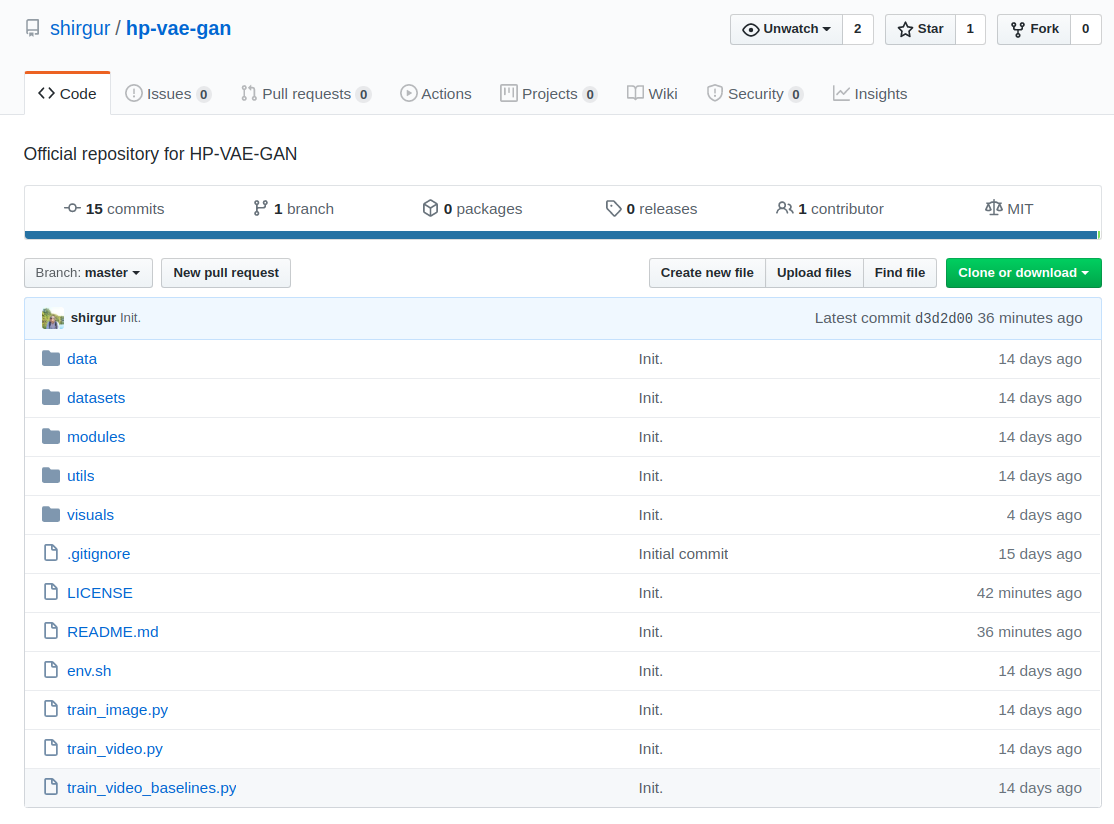 shirgur / hp-vae-gan Unwatch 2 Star 1 Fork 0
Code Issues 0 Pull requests 0 Actions Projects 0 Wiki Security 0 Insights
Official repository for HP-VAE-GAN
15 commits 1 branch 0 packages 0 releases 1 contributor MIT
Branch: master New pull request Create new file Upload files Find file Clone or download
shirgur Init. Latest commit d3d2d00 36 minutes ago
data Init. 14 days ago
datasets Init. 14 days ago
modules Init. 14 days ago
utils Init. 14 days ago
visuals Init. 4 days ago
.gitignore Initial commit 15 days ago
LICENSE Init. 42 minutes ago
README.md Init. 36 minutes ago
env.sh Init. 14 days ago
train_image.py Init. 14 days ago
train_video.py Init. 14 days ago
train_video_baselines.py Init. 14 days ago